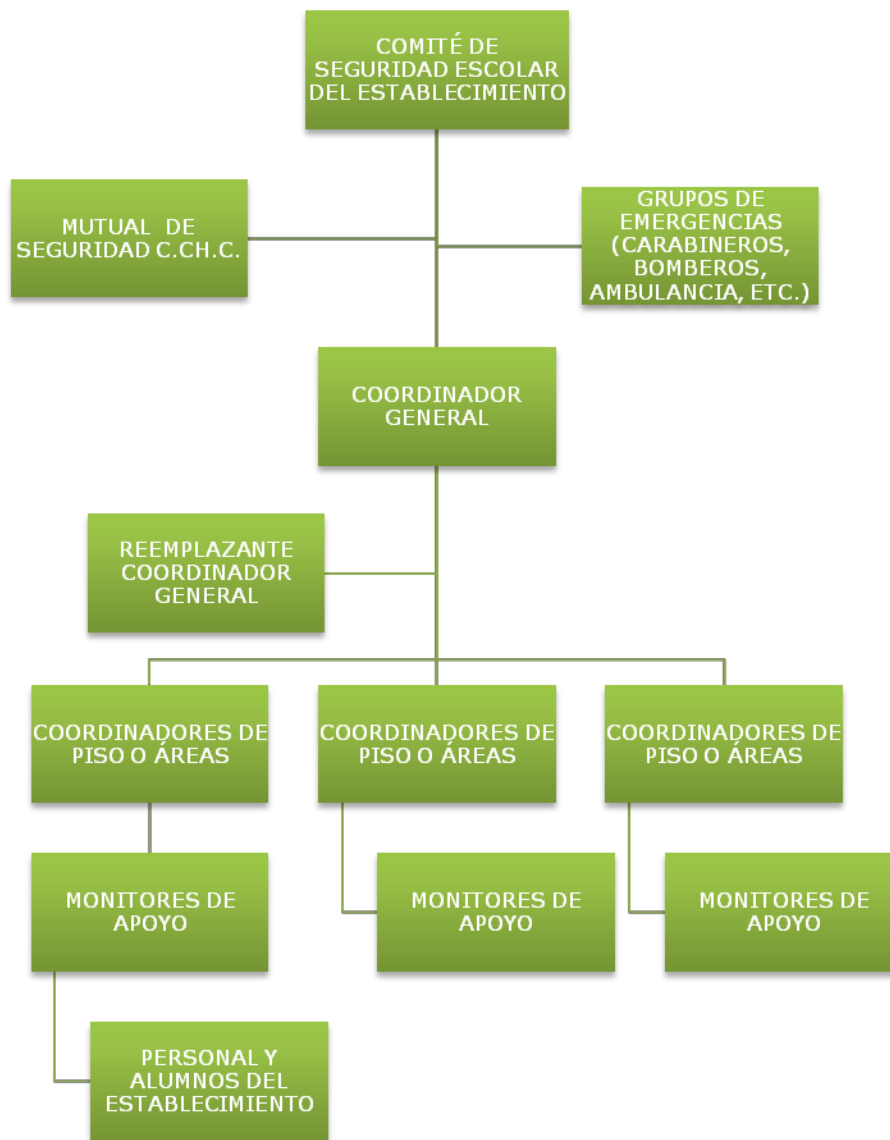 COMITÉ DE
SEGURIDAD ESCOLAR
DEL ESTABLECIMIENTO
MUTUAL DE
SEGURIDAD C.CH.C.
GRUPOS DE
EMERGENCIAS
(CARABINEROS,
BOMBEROS,
AMBULANCIA, ETC.)
COORDINADOR
GENERAL
REEMPLAZANTE
COORDINADOR
GENERAL
COORDINADORES DE
PISO O ÁREAS
COORDINADORES DE
PISO O ÁREAS
COORDINADORES DE
PISO O ÁREAS
MONITORES DE
APOYO
MONITORES DE
APOYO
MONITORES DE
APOYO
PERSONAL Y
ALUMNOS DEL
ESTABLECIMIENTO